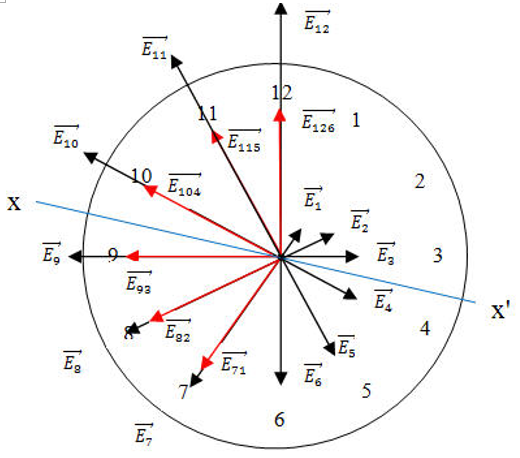 E₁₂
E₁₁
12
11
E₁₂₆
1
E₁₁₅
E₁₀
10
E₁₀₄
2
x
E₁
E₂
E₉
9
E₃
3
E₉₃
E₄
x'
8
E₈₂
4
E₅
E₈
E₇₁
E₆
7
5
6
E₇